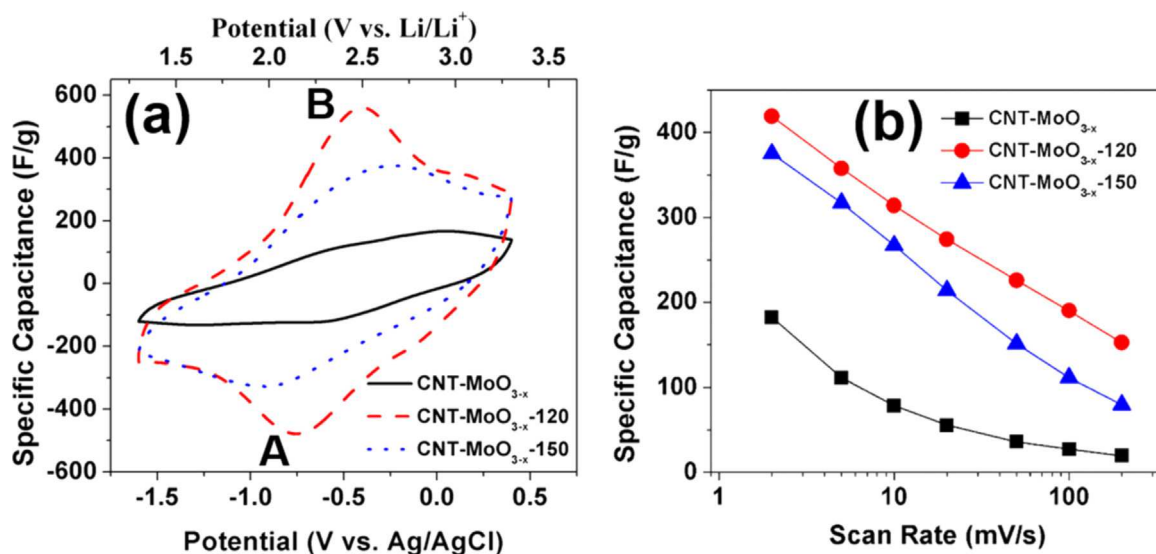 Potential (V vs. Li/Li⁺)
1.5 2.0 2.5 3.0 3.5
(a)
B
A
600
400
200
0
-200
-400
-600
Specific Capacitance (F/g)
CNT-MoO₃₋ₓ
CNT-MoO₃₋ₓ-120
CNT-MoO₃₋ₓ-150
-1.5 -1.0 -0.5 0.0 0.5
Potential (V vs. Ag/AgCl)
(b)
CNT-MoO₃₋ₓ
CNT-MoO₃₋ₓ-120
CNT-MoO₃₋ₓ-150
400
300
200
100
0
Specific Capacitance (F/g)
1 10 100
Scan Rate (mV/s)